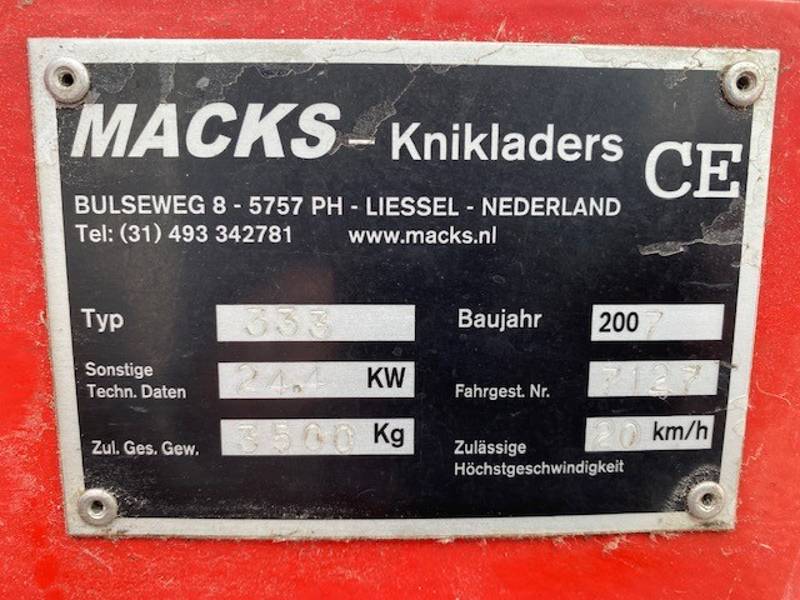 MACKS - Knikladers CE
BULSEWEG 8 - 5757 PH - LIESSEL - NEDERLAND
Tel: (31) 493 342781 www.macks.nl
Typ 333 Baujahr 2007
Sonstige
Techn. Daten 24.4 KW Fahrgest. Nr. 7127
Zul. Ges. Gew. 3500 Kg Zulässige 20 km/h
Höchstgeschwindigkeit